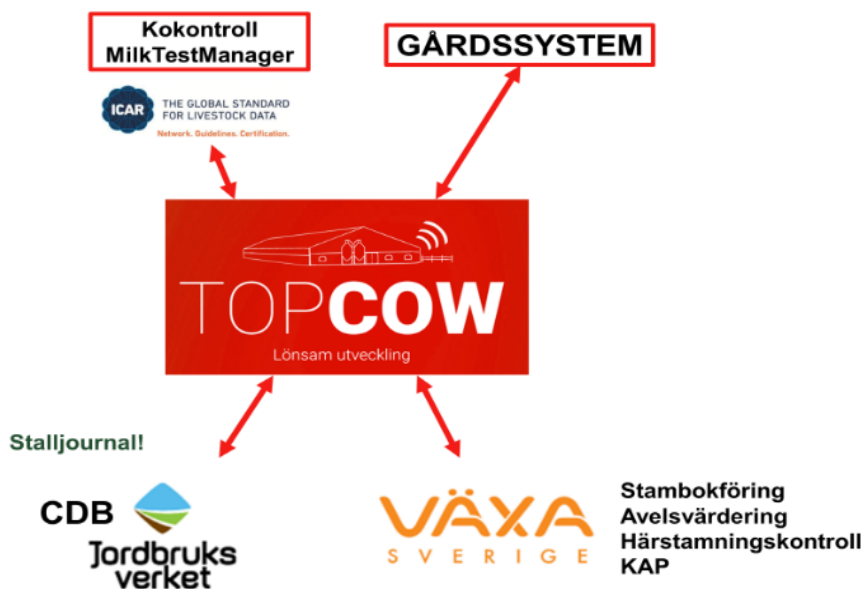 Kokontroll
MilkTestManager
GÅRDSSYSTEM
ICAR
THE GLOBAL STANDARD
FOR LIVESTOCK DATA
Network. Guidelines. Certification.
TOPCOW
Lönsam utveckling
Stalljournal!
CDB
Jordbruks
verket
VÄXA
SVERIGE
Stambokföring
Avelsvärdering
Härstamningskontroll
KAP